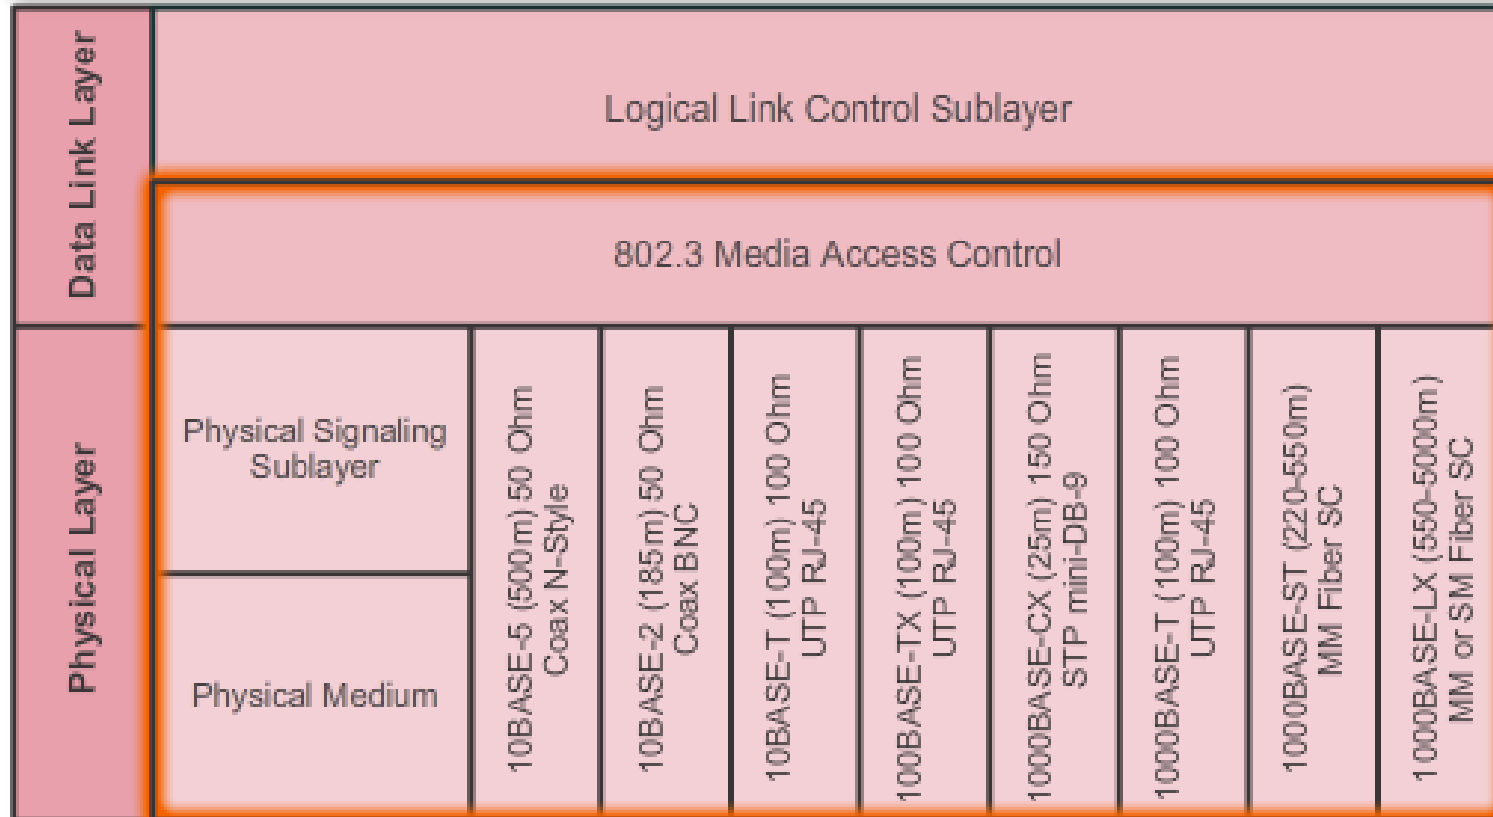 Data Link Layer
Logical Link Control Sublayer
802.3 Media Access Control
Physical Layer
Physical Signaling
Sublayer
Physical Medium
10BASE-5 (500m) 50 Ohm
Coax N-Style
10BASE-2 (185m) 50 Ohm
Coax BNC
10BASE-T (100m) 100 Ohm
UTP RJ-45
100BASE-TX (100m) 100 Ohm
UTP RJ-45
1000BASE-CX (25m) 150 Ohm
STP mini-DB-9
1000BASE-T (100m) 100 Ohm
UTP RJ-45
1000BASE-ST (220-550m)
MM Fiber SC
1000BASE-LX (550-5000m)
MM or SM Fiber SC